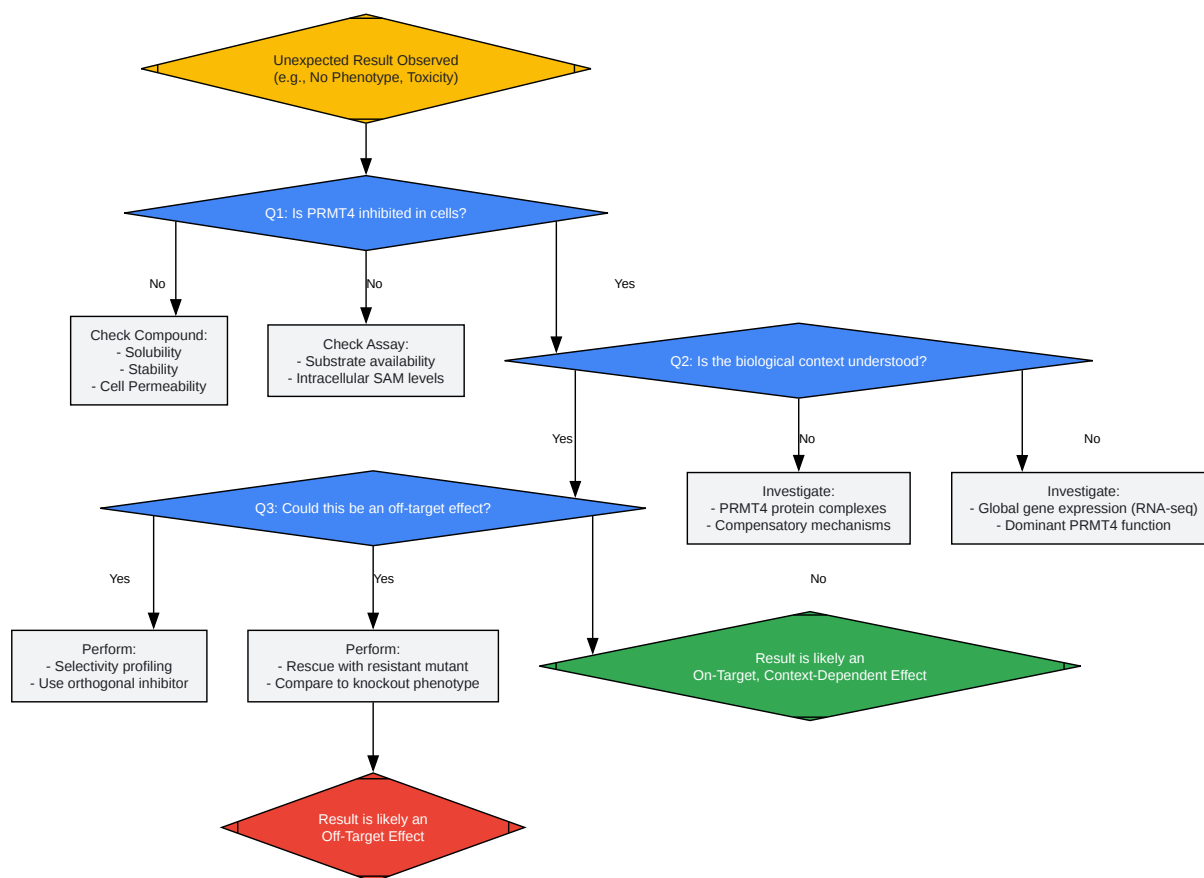 Unexpected Result Observed
(e.g., No Phenotype, Toxicity)
Q1: Is PRMT4 inhibited in cells?
No
No
Yes
Check Compound:
- Solubility
- Stability
- Cell Permeability
Check Assay:
- Substrate availability
- Intracellular SAM levels
Q2: Is the biological context understood?
Yes
No
No
Investigate:
- PRMT4 protein complexes
- Compensatory mechanisms
Investigate:
- Global gene expression (RNA-seq)
- Dominant PRMT4 function
Q3: Could this be an off-target effect?
Yes
Yes
No
Perform:
- Selectivity profiling
- Use orthogonal inhibitor
Perform:
- Rescue with resistant mutant
- Compare to knockout phenotype
Result is likely an
On-Target, Context-Dependent Effect
Result is likely an
Off-Target Effect